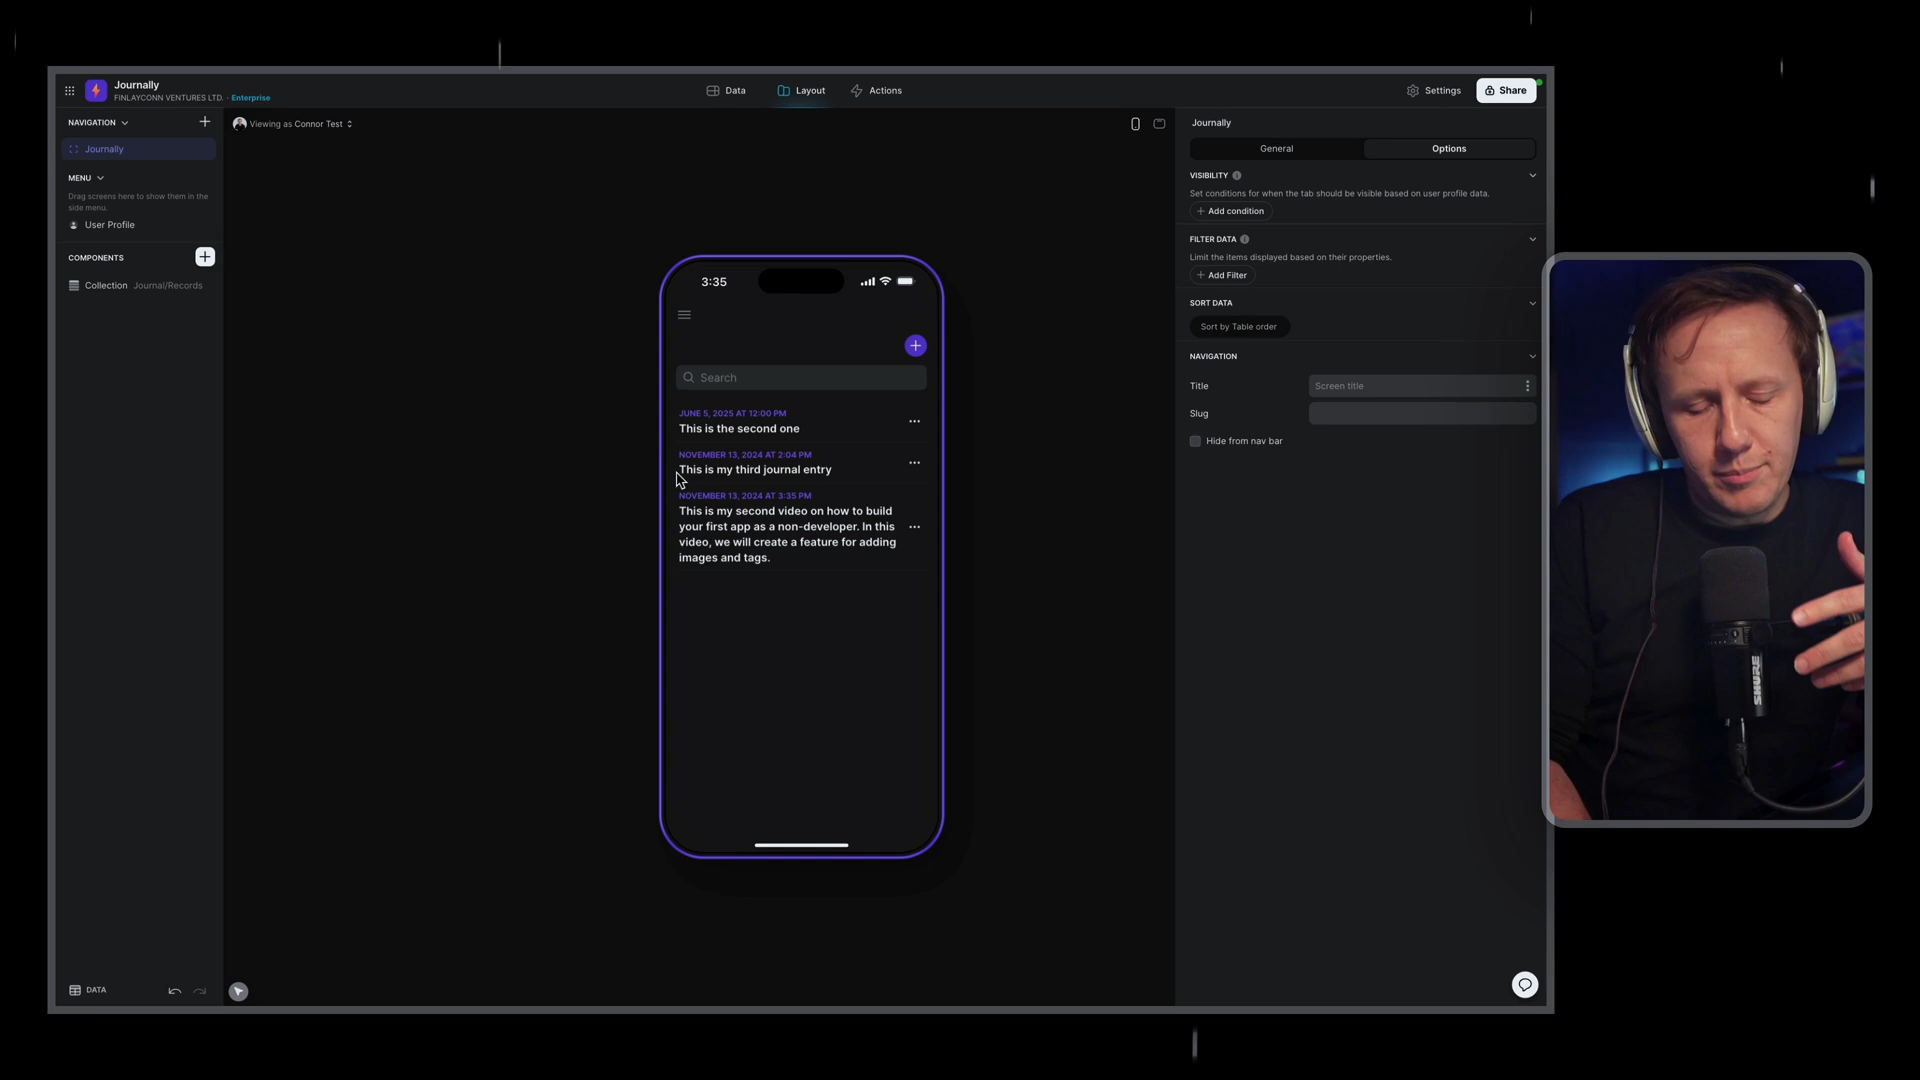 Journally
FINLAYCONN VENTURES LTD. · Enterprise
Data
Layout
Actions
Settings
Share
NAVIGATION
Journally
MENU
Drag screens here to show them in the
side menu.
User Profile
COMPONENTS
Collection Journal/Records
DATA
Viewing as Connor Test
3:35
Search
JUNE 5, 2025 AT 12:00 PM
This is the second one
NOVEMBER 13, 2024 AT 2:04 PM
This is my third journal entry
NOVEMBER 13, 2024 AT 3:35 PM
This is my second video on how to build
your first app as a non-developer. In this
video, we will create a feature for adding
images and tags.
Journally
General
Options
VISIBILITY
Set conditions for when the tab should be visible based on user profile data.
Add condition
FILTER DATA
Limit the items displayed based on their properties.
Add Filter
SORT DATA
Sort by Table order
NAVIGATION
Title
Screen title
Slug
Hide from nav bar
SHURE